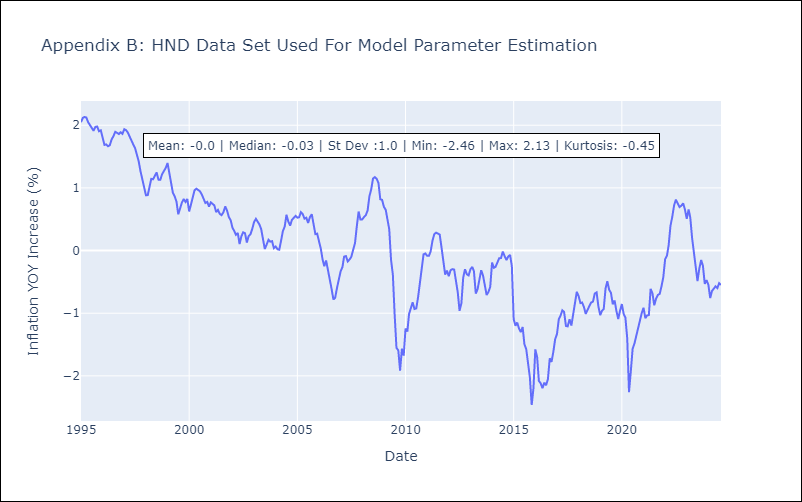 Appendix B: HND Data Set Used For Model Parameter Estimation
Mean: -0.0 | Median: -0.03 | St Dev :1.0 | Min: -2.46 | Max: 2.13 | Kurtosis: -0.45
Inflation YOY Increase (%)
2
1
0
−1
−2
1995
2000
2005
2010
2015
2020
Date